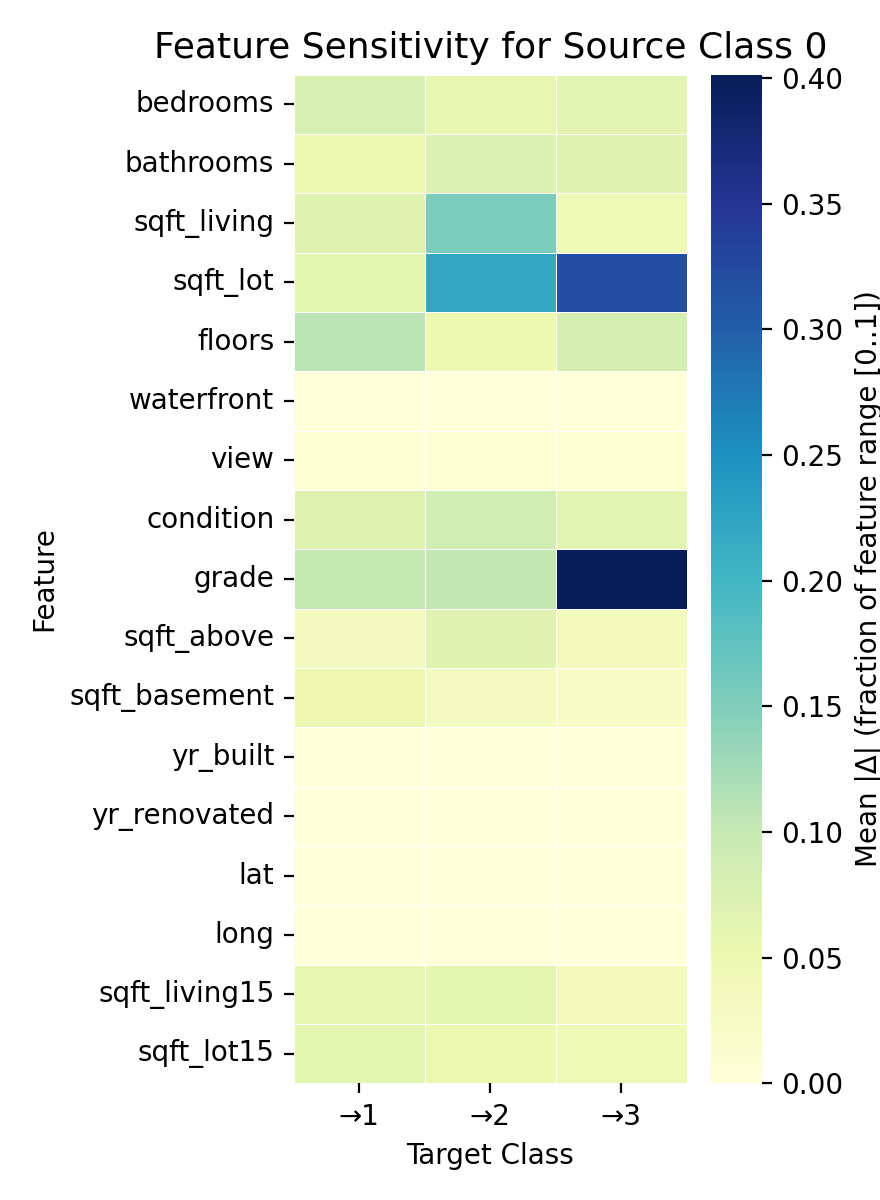 Feature Sensitivity for Source Class 0
bedrooms
bathrooms
sqft_living
sqft_lot
floors
waterfront
view
condition
grade
sqft_above
sqft_basement
yr_built
yr_renovated
lat
long
sqft_living15
sqft_lot15
Feature
→1
→2
→3
Target Class
0.40
0.35
0.30
0.25
0.20
0.15
0.10
0.05
0.00
Mean |Δ| (fraction of feature range [0..1])